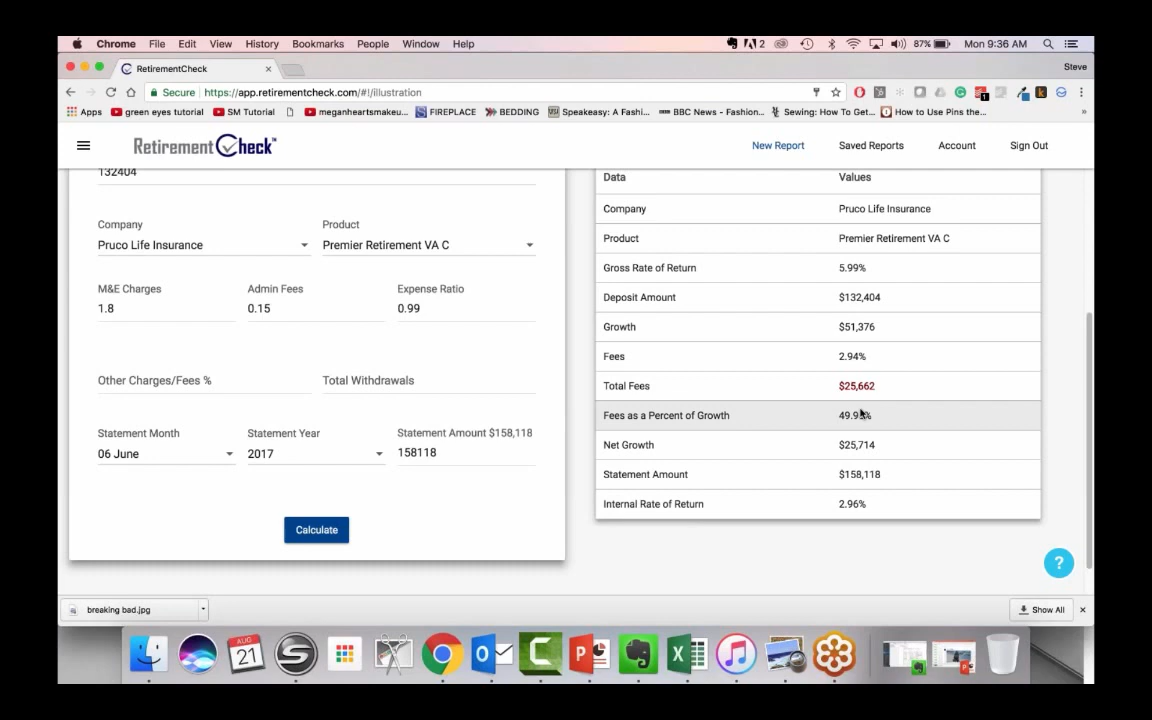 Chrome File Edit View History Bookmarks People Window Help 2 87% Mon 9:36 AM
RetirementCheck × Steve
Secure https://app.retirementcheck.com/#!/illustration
Apps green eyes tutorial SM Tutorial meganheartsmakeu... FIREPLACE BEDDING Speakeasy: A Fashi... BBC News - Fashion... Sewing: How To Get... How to Use Pins the... »
RetirementCheck™ New Report Saved Reports Account Sign Out
132404
Company Product
Pruco Life Insurance Premier Retirement VA C
M&E Charges Admin Fees Expense Ratio
1.8 0.15 0.99
Other Charges/Fees % Total Withdrawals
Statement Month Statement Year Statement Amount $158,118
06 June 2017 158118
Calculate
Data Values
Company Pruco Life Insurance
Product Premier Retirement VA C
Gross Rate of Return 5.99%
Deposit Amount $132,404
Growth $51,376
Fees 2.94%
Total Fees $25,662
Fees as a Percent of Growth
Net Growth $25,714
Statement Amount $158,118
Internal Rate of Return 2.96%
?
breaking bad.jpg Show All ×
AUG
21